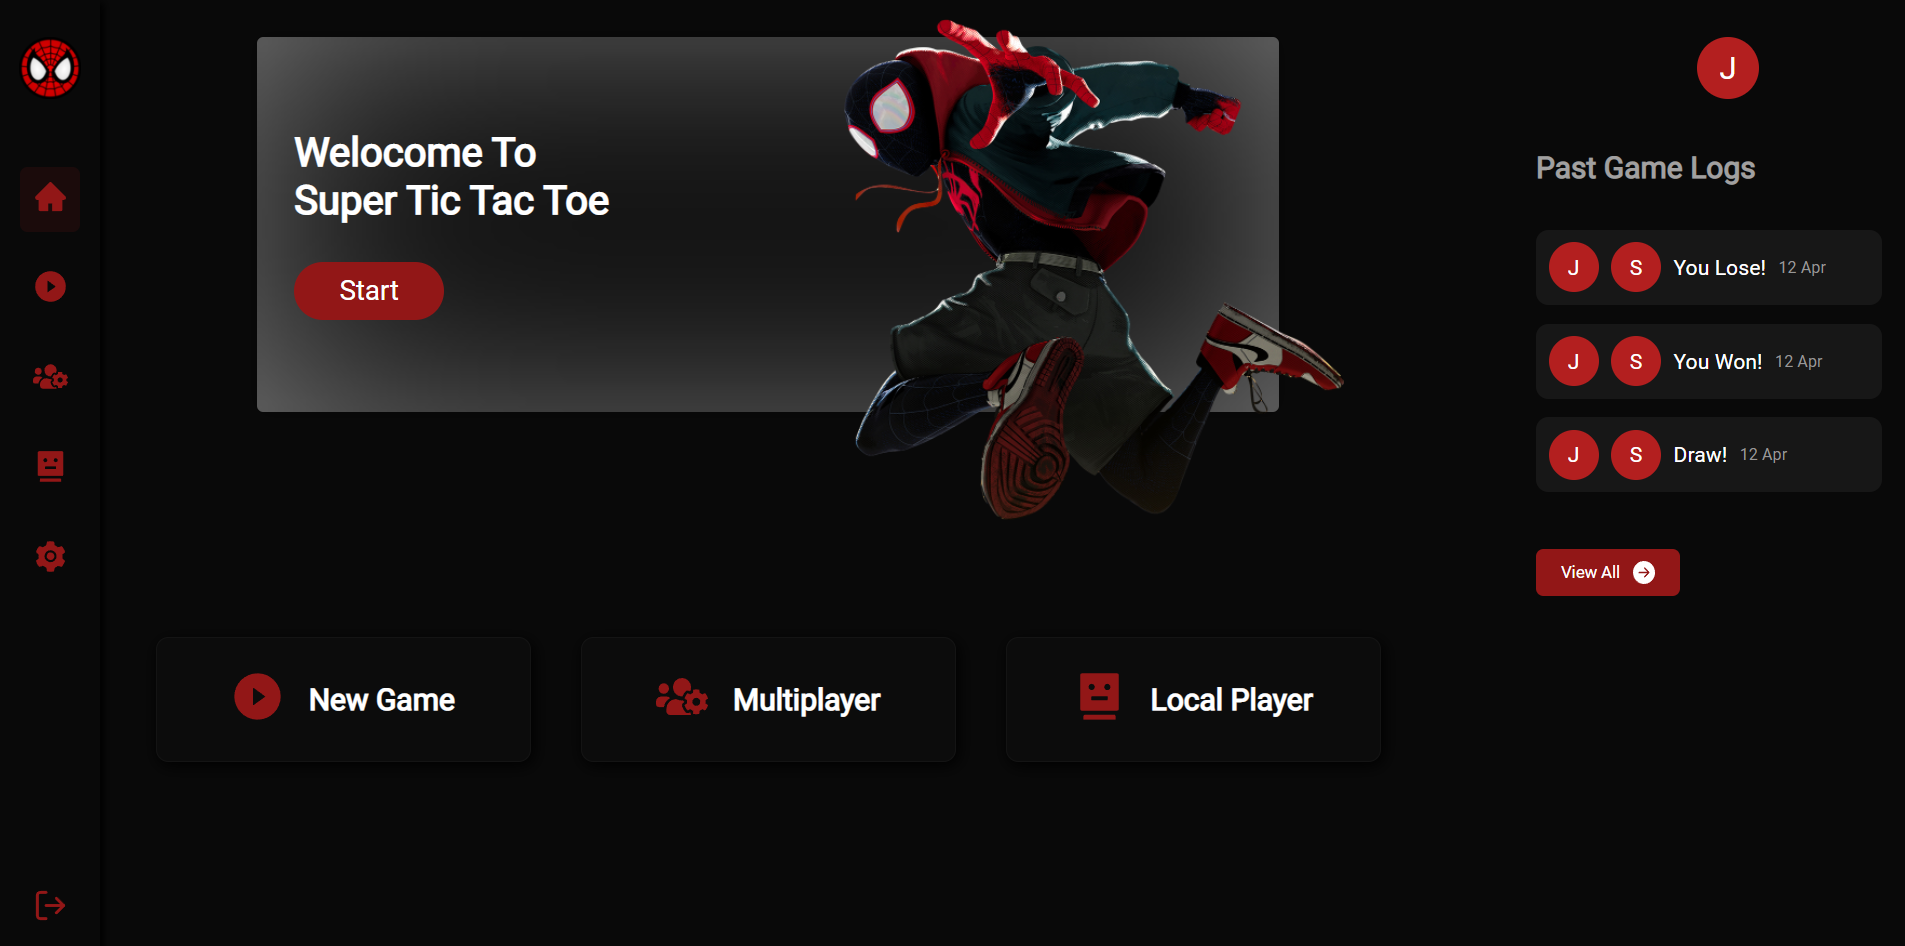 Welocome To
Super Tic Tac Toe
Start
New Game
Multiplayer
Local Player
J
Past Game Logs
J S You Lose! 12 Apr
J S You Won! 12 Apr
J S Draw! 12 Apr
View All